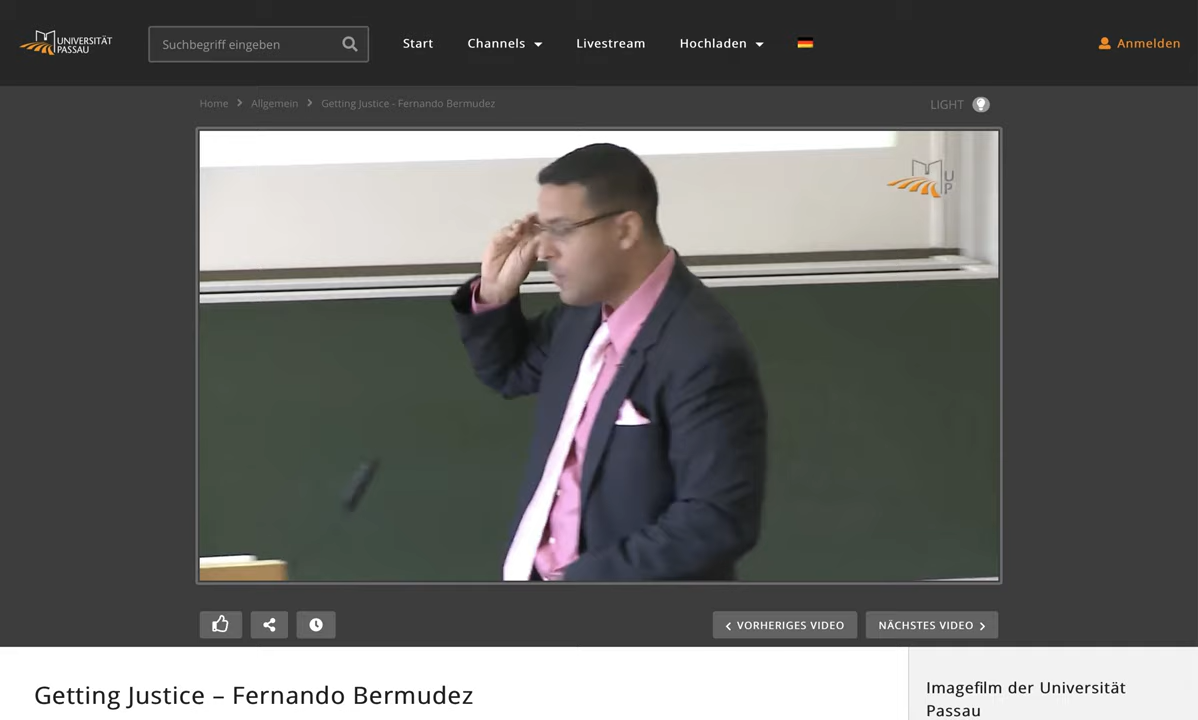 UNIVERSITÄT
PASSAU
Suchbegriff eingeben
Start
Channels
Livestream
Hochladen
Anmelden
Home > Allgemein > Getting Justice - Fernando Bermudez
LIGHT
UP
VORHERIGES VIDEO
NÄCHSTES VIDEO
Getting Justice – Fernando Bermudez
Imagefilm der Universität
Passau